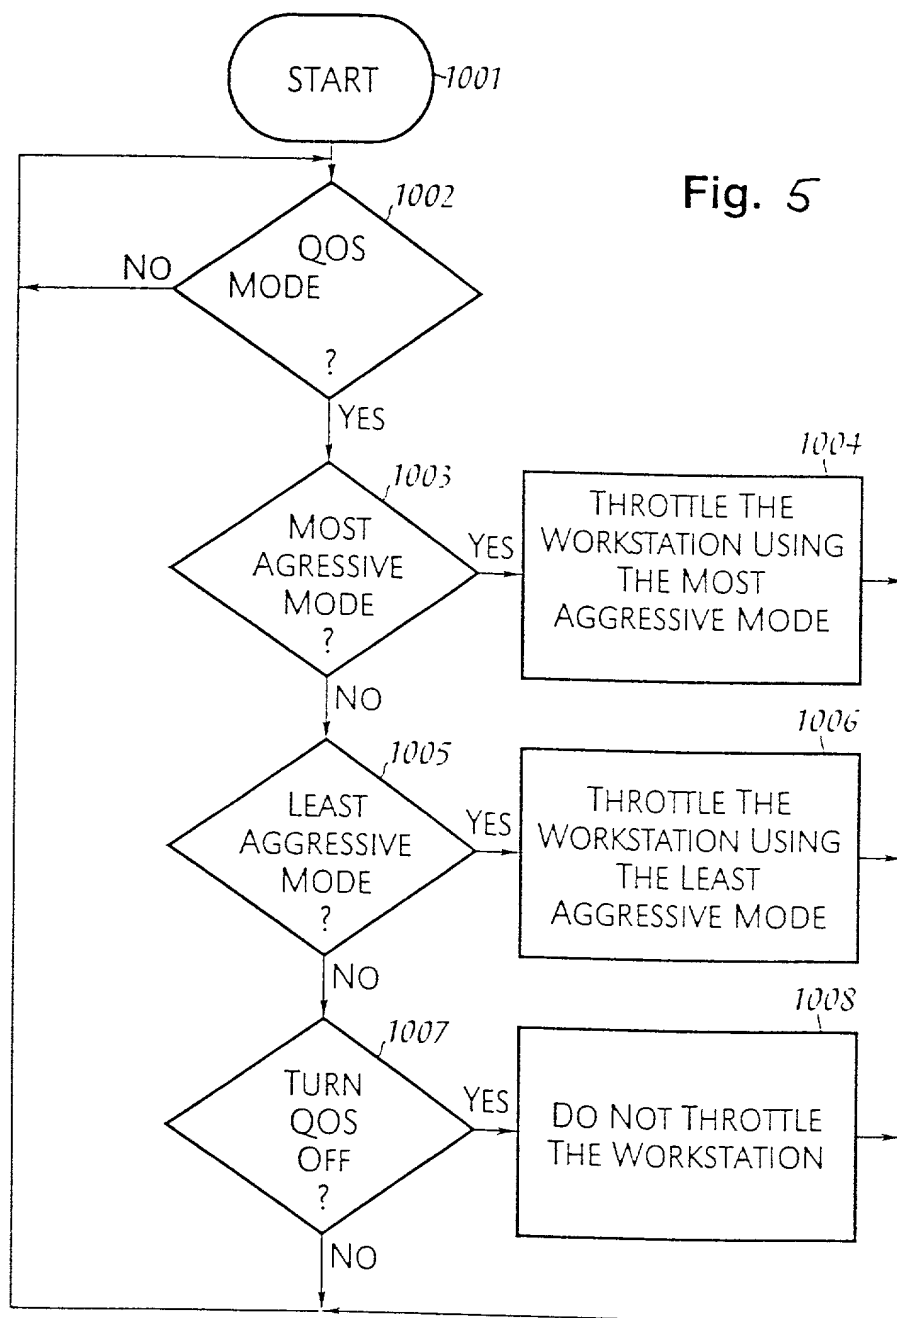 START
1001
Fig. 5
1002
QOS
MODE
?
NO
YES
1003
MOST
AGRESSIVE
MODE
?
YES
1004
THROTTLE THE
WORKSTATION USING
THE MOST
AGGRESSIVE MODE
NO
1005
LEAST
AGGRESSIVE
MODE
?
YES
1006
THROTTLE THE
WORKSTATION USING
THE LEAST
AGGRESSIVE MODE
NO
1007
TURN
QOS
OFF
?
YES
1008
DO NOT THROTTLE
THE WORKSTATION
NO